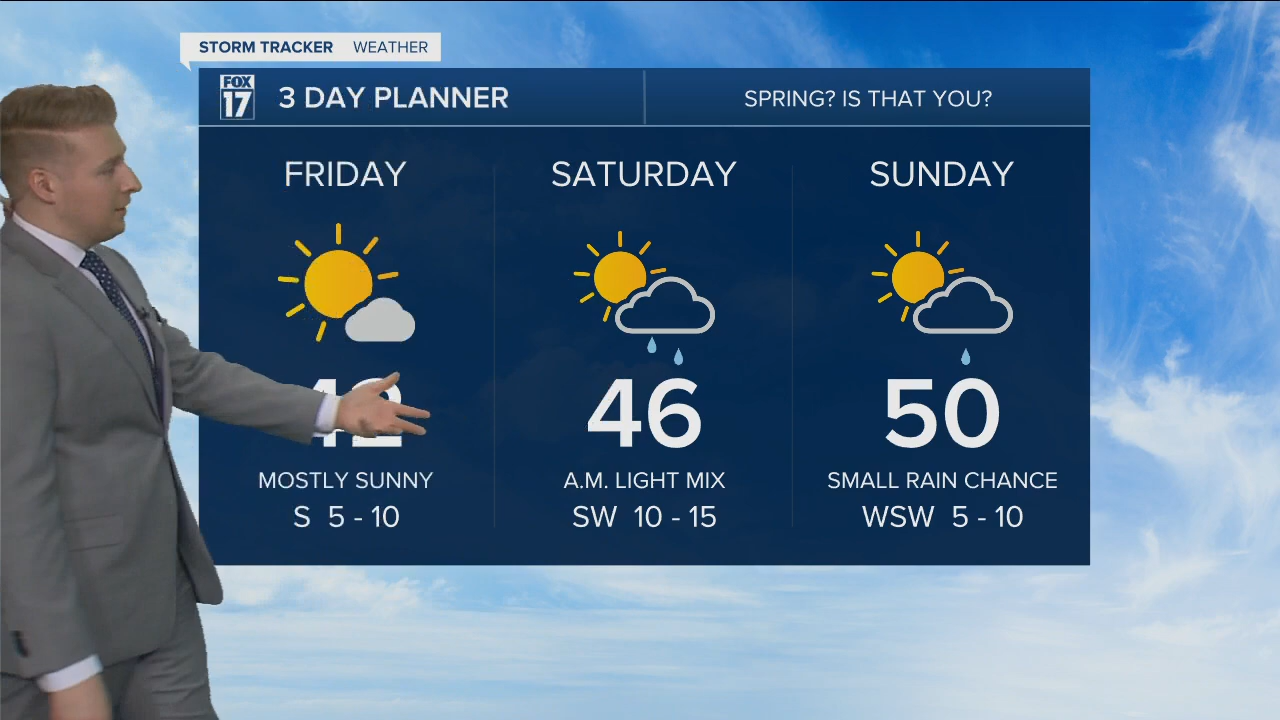 STORM TRACKER WEATHER
FOX
17
3 DAY PLANNER
SPRING? IS THAT YOU?
FRIDAY
SATURDAY
SUNDAY
42
46
50
MOSTLY SUNNY
A.M. LIGHT MIX
SMALL RAIN CHANCE
S 5 - 10
SW 10 - 15
WSW 5 - 10